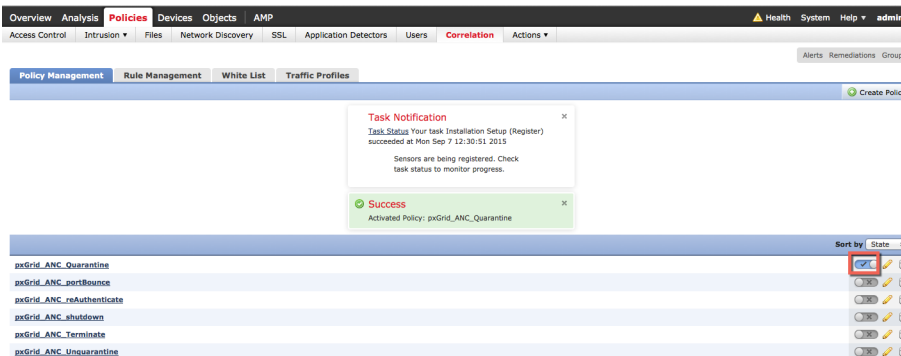 Overview Analysis Policies Devices Objects AMP Health System Help ▾ admin
Access Control Intrusion ▾ Files Network Discovery SSL Application Detectors Users Correlation Actions ▾
Alerts Remediations Group
Policy Management Rule Management White List Traffic Profiles
Create Polic
Task Notification ×
Task Status Your task Installation Setup (Register)
succeeded at Mon Sep 7 12:30:51 2015
Sensors are being registered. Check
task status to monitor progress.
Success ×
Activated Policy: pxGrid_ANC_Quarantine
Sort by State
pxGrid_ANC_Quarantine
pxGrid_ANC_portBounce
pxGrid_ANC_reAuthenticate
pxGrid_ANC_shutdown
pxGrid_ANC_Terminate
pxGrid_ANC_Unquarantine